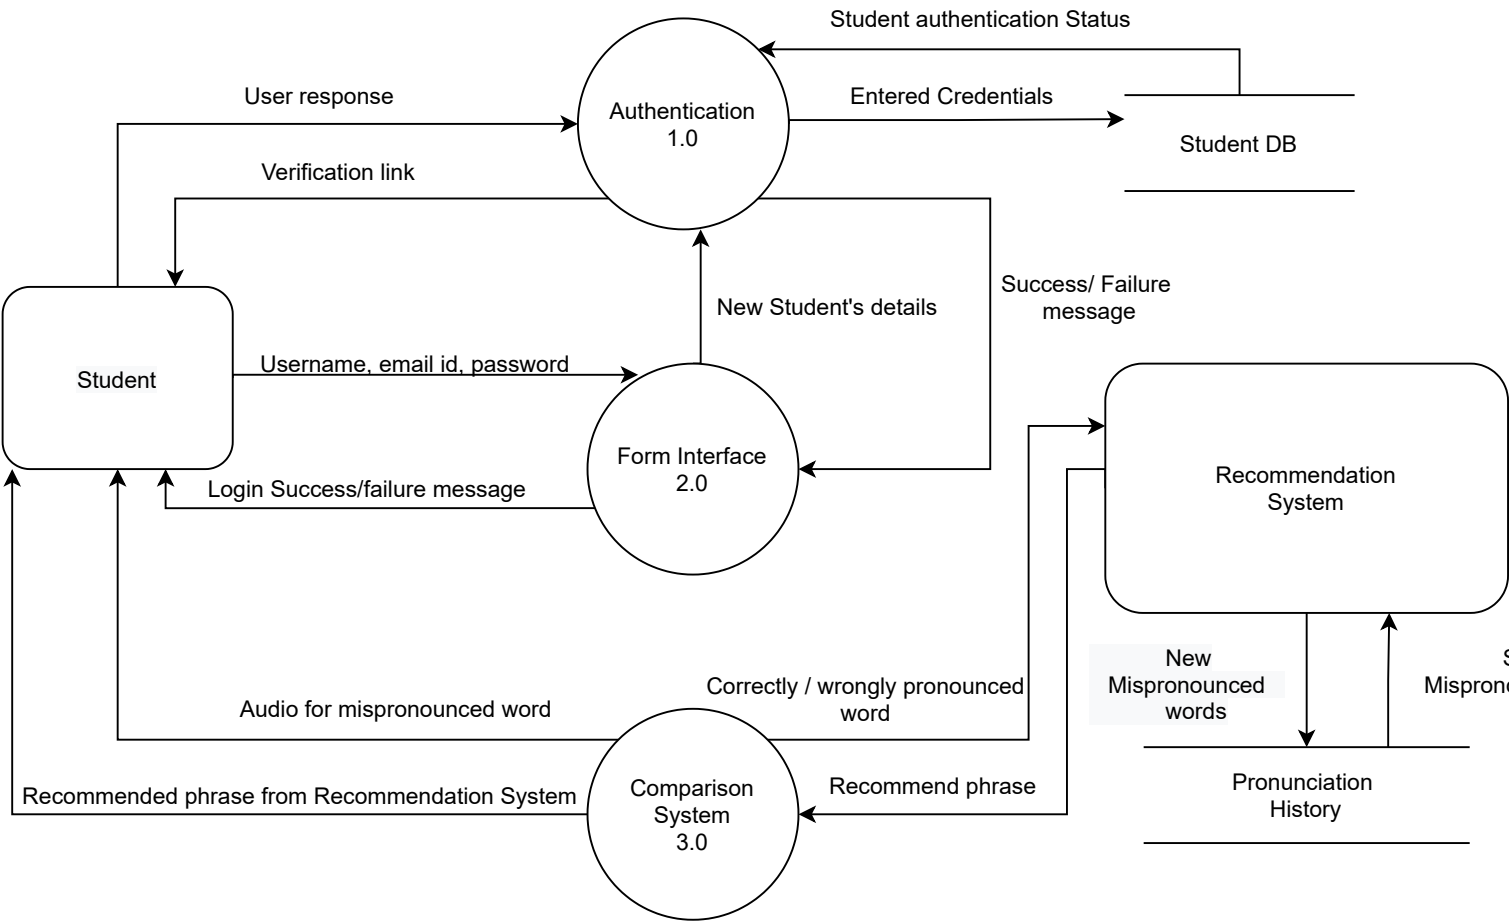 Student authentication Status
User response
Entered Credentials
Authentication
1.0
Student DB
Verification link
Success/ Failure
message
New Student's details
Username, email id, password
Student
Form Interface
2.0
Recommendation
System
Login Success/failure message
New
Mispronounced
words
Correctly / wrongly pronounced
word
Audio for mispronounced word
Recommended phrase from Recommendation System
Comparison
System
3.0
Recommend phrase
Pronunciation
History